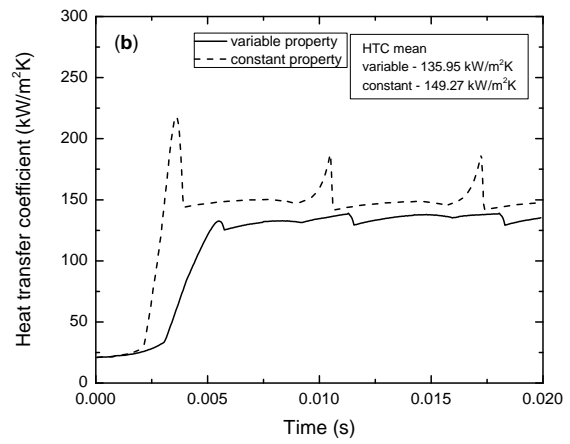 (b)
variable property
constant property
HTC mean
variable - 135.95 kW/m²K
constant - 149.27 kW/m²K
Heat transfer coefficient (kW/m²K)
300
250
200
150
100
50
0
0.000 0.005 0.010 0.015 0.020
Time (s)